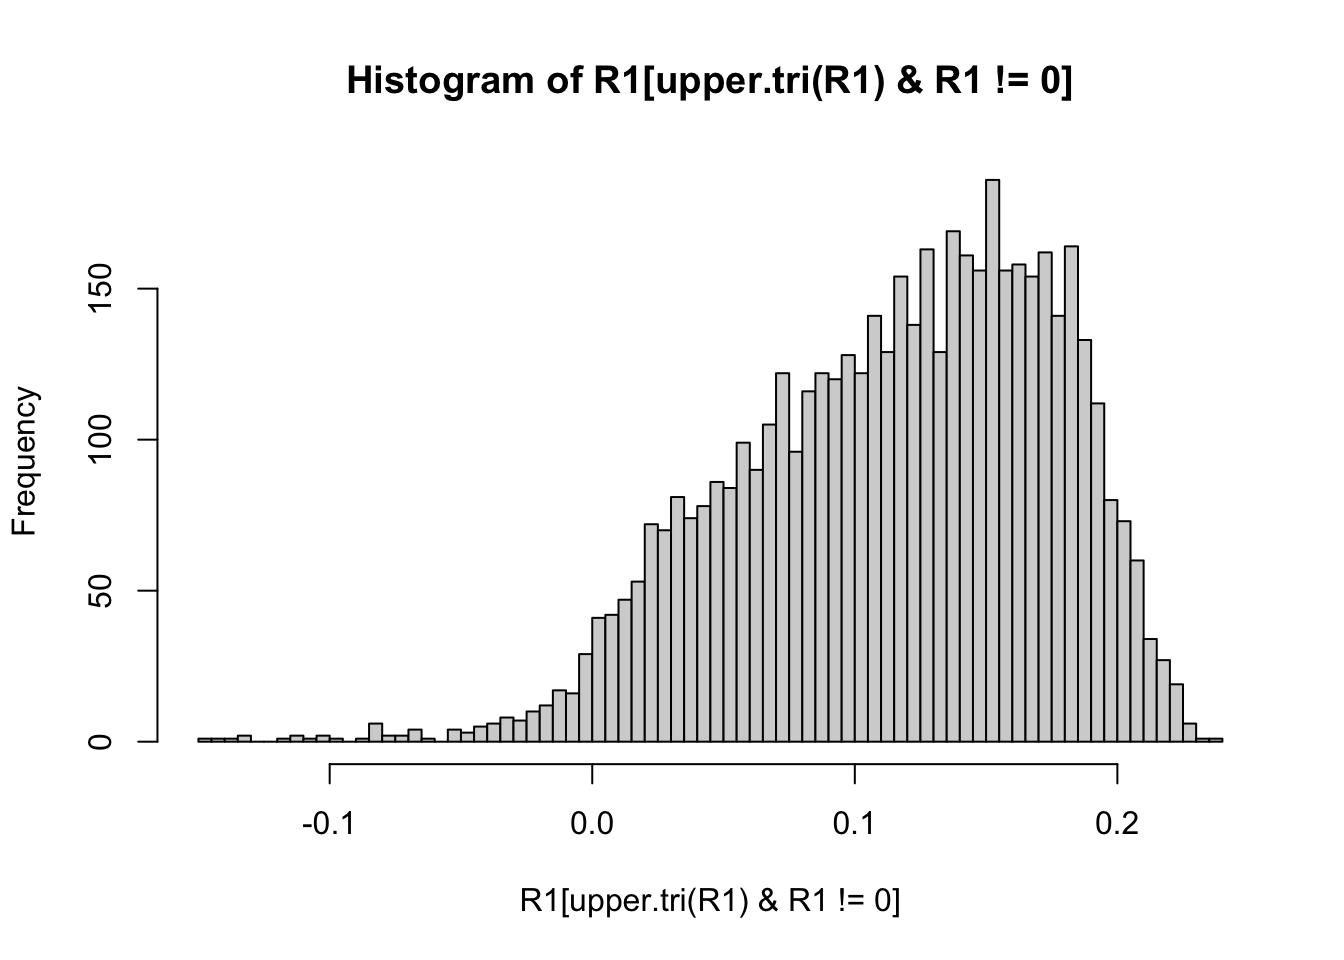 Histogram of R1[upper.tri(R1) & R1 != 0]
Frequency
150
100
50
0
-0.1 0.0 0.1 0.2
R1[upper.tri(R1) & R1 != 0]